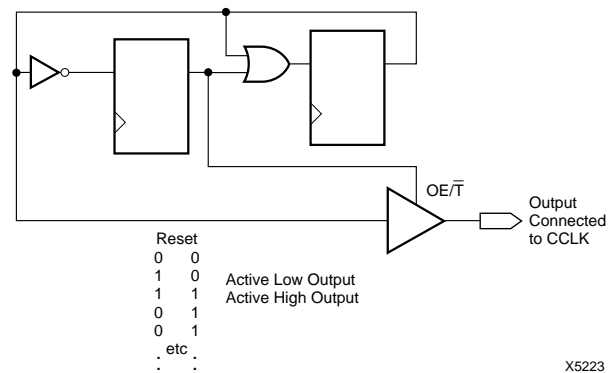 OE/T̅
Output
Connected
to CCLK
Reset
0 0
1 0 Active Low Output
1 1 Active High Output
0 1
0 1
etc
. .
. .
X5223